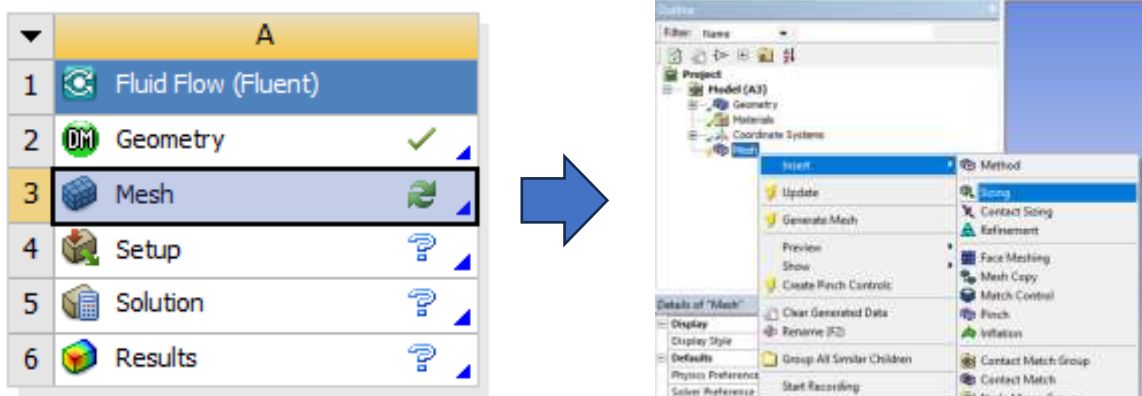 A
1 Fluid Flow (Fluent)
2 DM Geometry
3 Mesh
4 Setup ?
5 Solution ?
6 Results ?
Outline
Filter: Name
Project
Model (A3)
Geometry
Materials
Coordinate Systems
Mesh
Insert
Update
Generate Mesh
Preview
Show
Create Pinch Controls
Clear Generated Data
Rename (F2)
Group All Similar Children
Start Recording
Method
Sizing
Contact Sizing
Refinement
Face Meshing
Mesh Copy
Match Control
Pinch
Inflation
Contact Match Group
Contact Match
Details of "Mesh"
Display
Display Style
Defaults
Physics Preference
Solver Preference